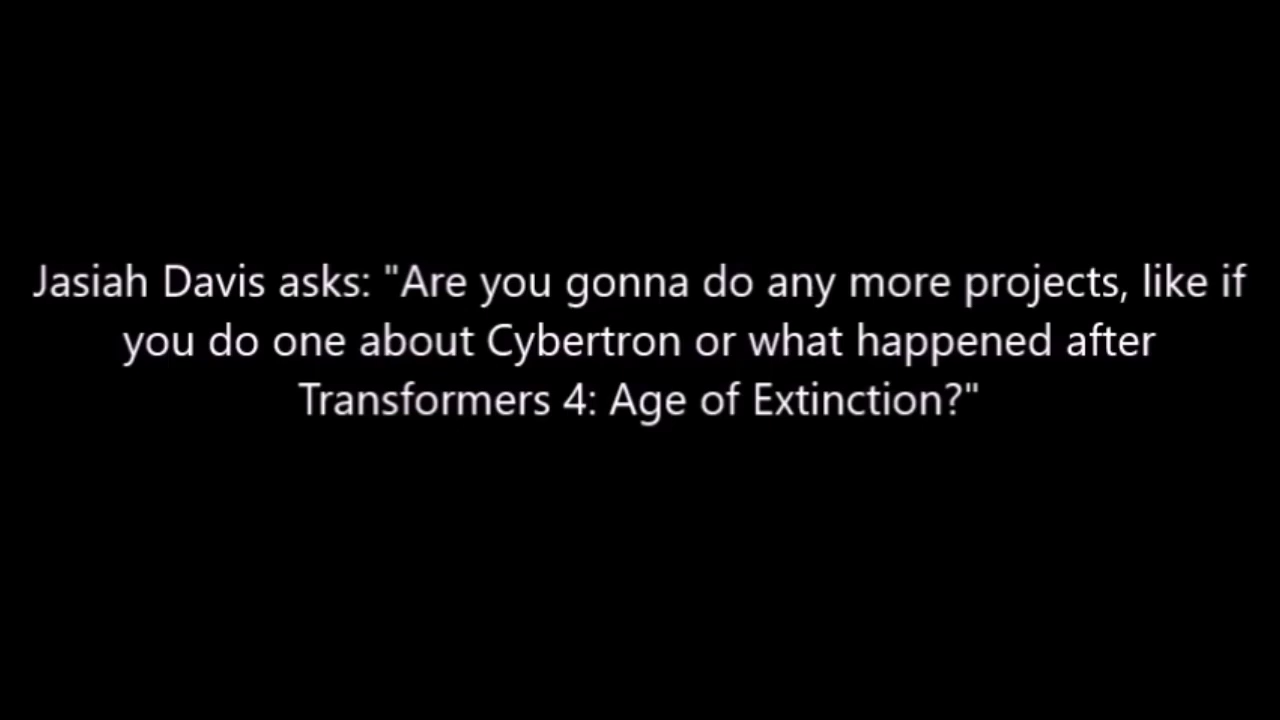 Jasiah Davis asks: "Are you gonna do any more projects, like if
you do one about Cybertron or what happened after
Transformers 4: Age of Extinction?"